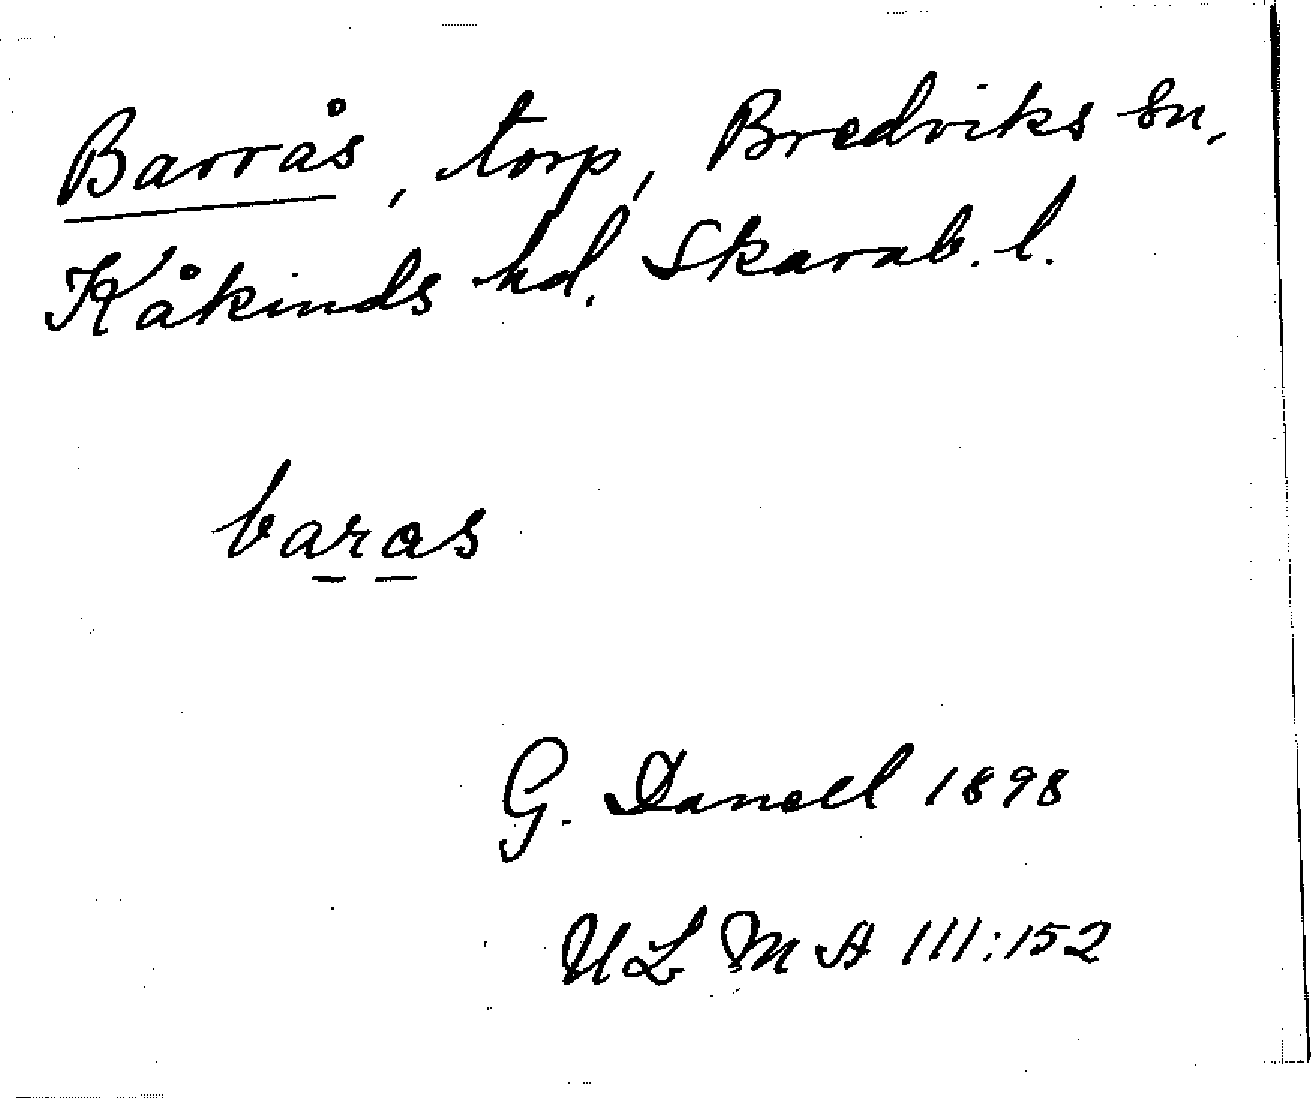 Barrås, torp, Bredviks sn,
Kåkinds hd. Skarab. l.
baras
G. Danell 1898
ULMA 111:152